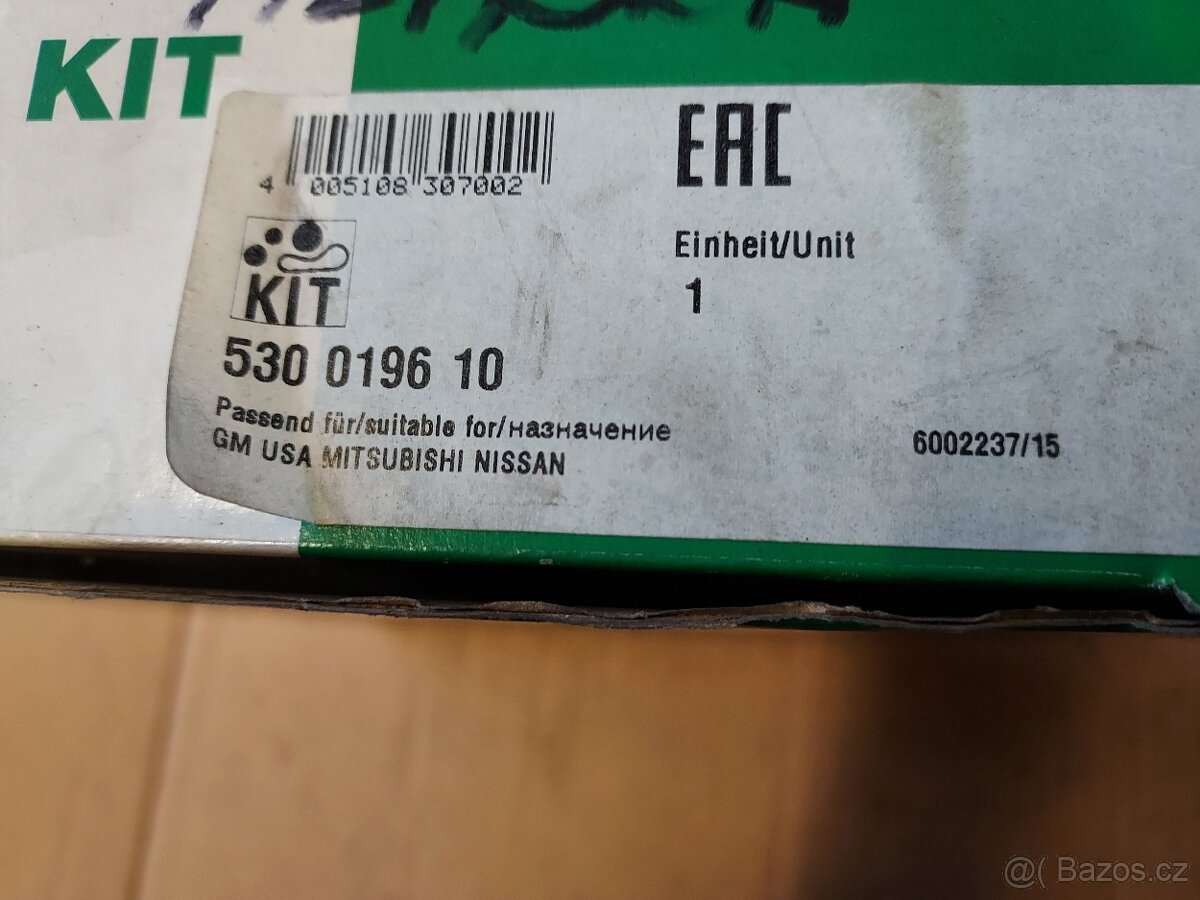 KIT
EAC
4 005108 307002
Einheit/Unit
1
KIT
530 0196 10
Passend für/suitable for/назначение
GM USA MITSUBISHI NISSAN
6002237/15
@( Bazos.cz